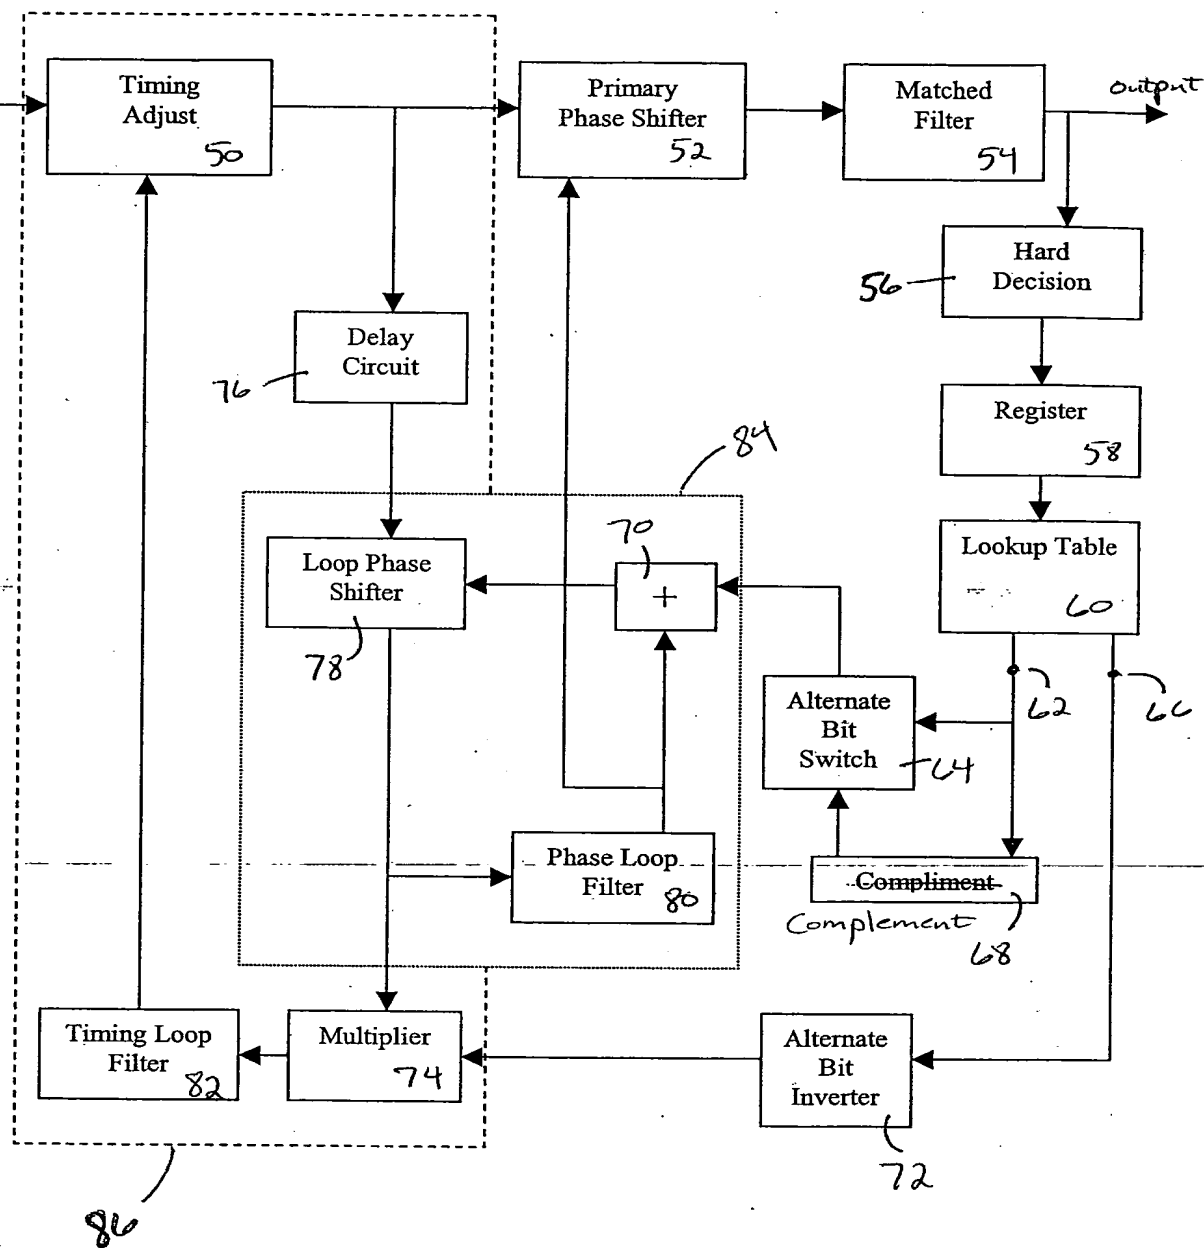 Timing
Adjust
50
Primary
Phase Shifter
52
Matched
Filter
54
output
Hard
Decision
56
Delay
Circuit
76
Register
58
84
70
Loop Phase
Shifter
78
+
Lookup Table
60
62
66
Alternate
Bit
Switch
64
Phase Loop
Filter
80
Compliment
Complement
68
Timing Loop
Filter
82
Multiplier
74
Alternate
Bit
Inverter
72
86